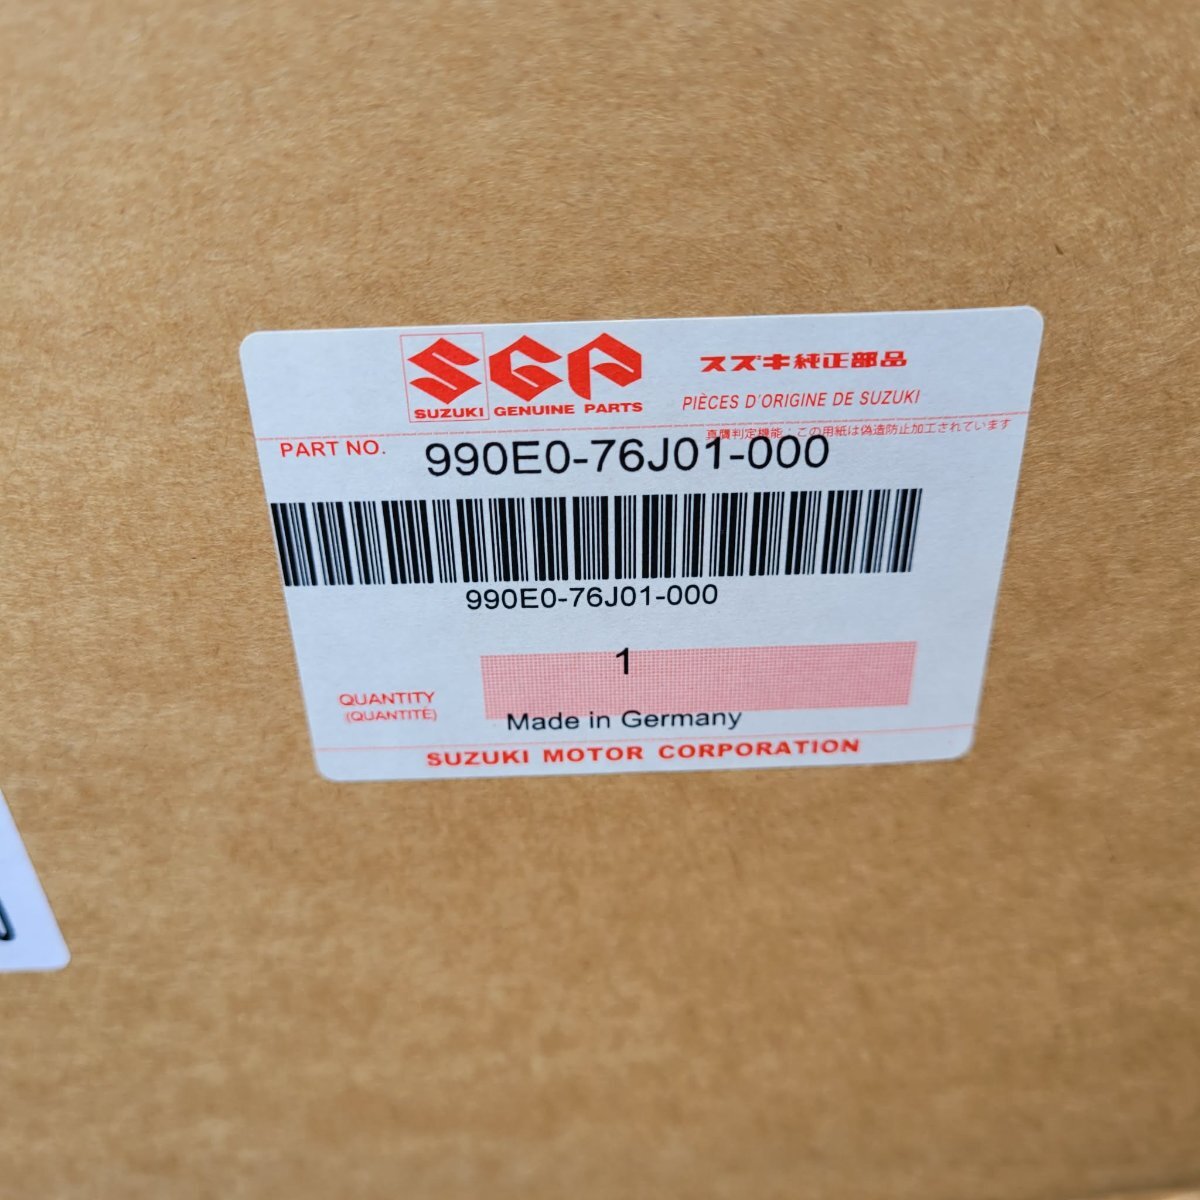 SGP
SUZUKI GENUINE PARTS
スズキ純正部品
PIÈCES D'ORIGINE DE SUZUKI
真贋判定機能：この用紙は偽造防止加工されています
PART NO.
990E0-76J01-000
990E0-76J01-000
1
QUANTITY
(QUANTITÉ)
Made in Germany
SUZUKI MOTOR CORPORATION